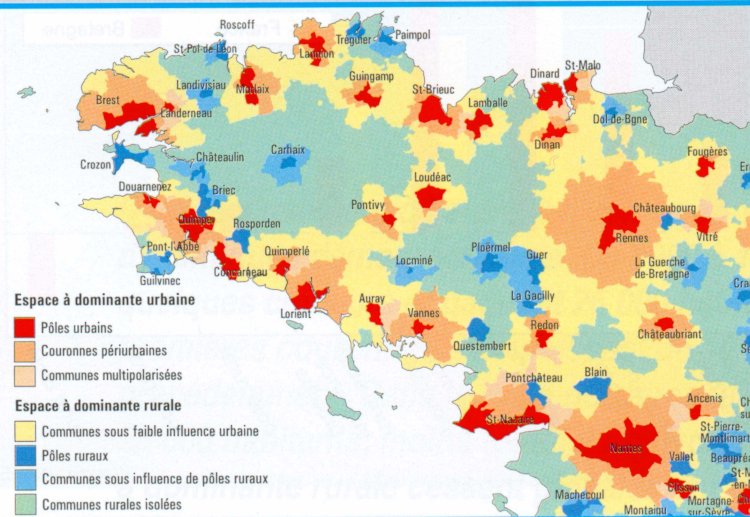 Roscoff
St-Pol-de-Léon
Lannion
Tréguier
Paimpol
Landivisiau
Morlaix
Guingamp
St-Brieuc
Lamballe
Dinard
St-Malo
Brest
Landerneau
Dol-de-Bgne
Dinan
Crozon
Châteaulin
Carhaix
Fougères
Douarnenez
Briec
Loudéac
Pontivy
Quimper
Rosporden
Châteaubourg
Rennes
Vitré
Pont-l'Abbé
Quimperlé
Locminé
Ploërmel
Guer
La Guerche
de-Bretagne
Guilvinec
Concarneau
Lorient
Auray
Vannes
La Gacilly
Questembert
Redon
Châteaubriant
Pontchâteau
Blain
Ancenis
St-Nazaire
Nantes
St-Pierre-
Montlimart
Vallet
Beaupréa
Clisson
Machecoul
Montaigu
Mortagne-
sur-Sèvre
Espace à dominante urbaine
Pôles urbains
Couronnes périurbaines
Communes multipolarisées
Espace à dominante rurale
Communes sous faible influence urbaine
Pôles ruraux
Communes sous influence de pôles ruraux
Communes rurales isolées